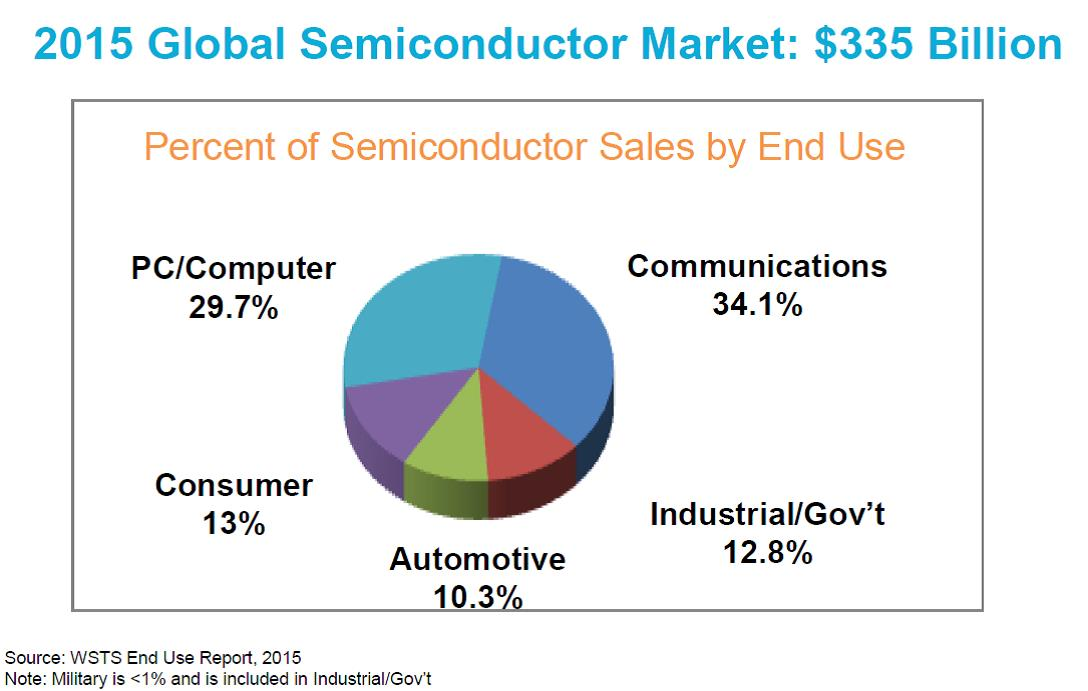 2015 Global Semiconductor Market: $335 Billion
Percent of Semiconductor Sales by End Use
PC/Computer
29.7%
Communications
34.1%
Consumer
13%
Industrial/Gov’t
12.8%
Automotive
10.3%
Source: WSTS End Use Report, 2015
Note: Military is <1% and is included in Industrial/Gov’t